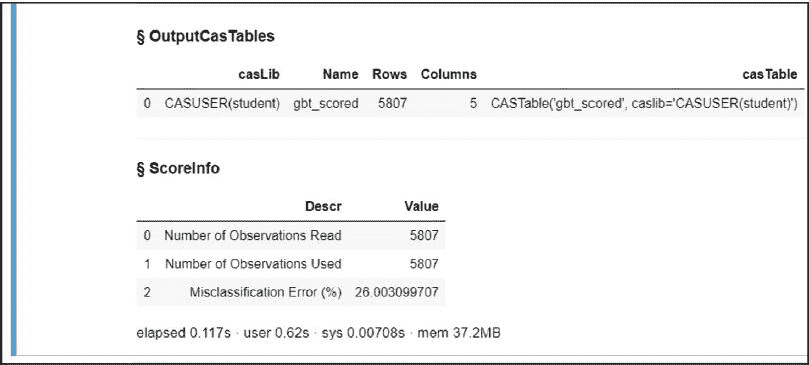 § OutputCasTables
casLib Name Rows Columns casTable
0 CASUSER(student) gbt_scored 5807 5 CASTable('gbt_scored', caslib='CASUSER(student)')
§ ScoreInfo
Descr Value
0 Number of Observations Read 5807
1 Number of Observations Used 5807
2 Misclassification Error (%) 26.003099707
elapsed 0.117s · user 0.62s · sys 0.00708s · mem 37.2MB